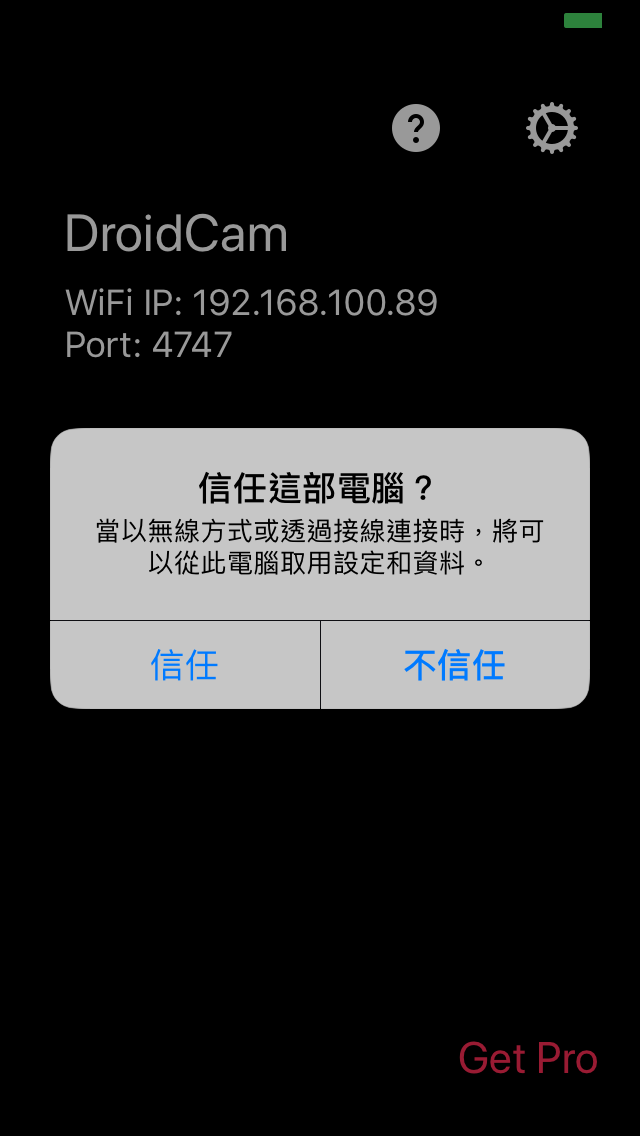 DroidCam
WiFi IP: 192.168.100.89
Port: 4747
信任這部電腦？
當以無線方式或透過接線連接時，將可
以從此電腦取用設定和資料。
信任
不信任
Get Pro